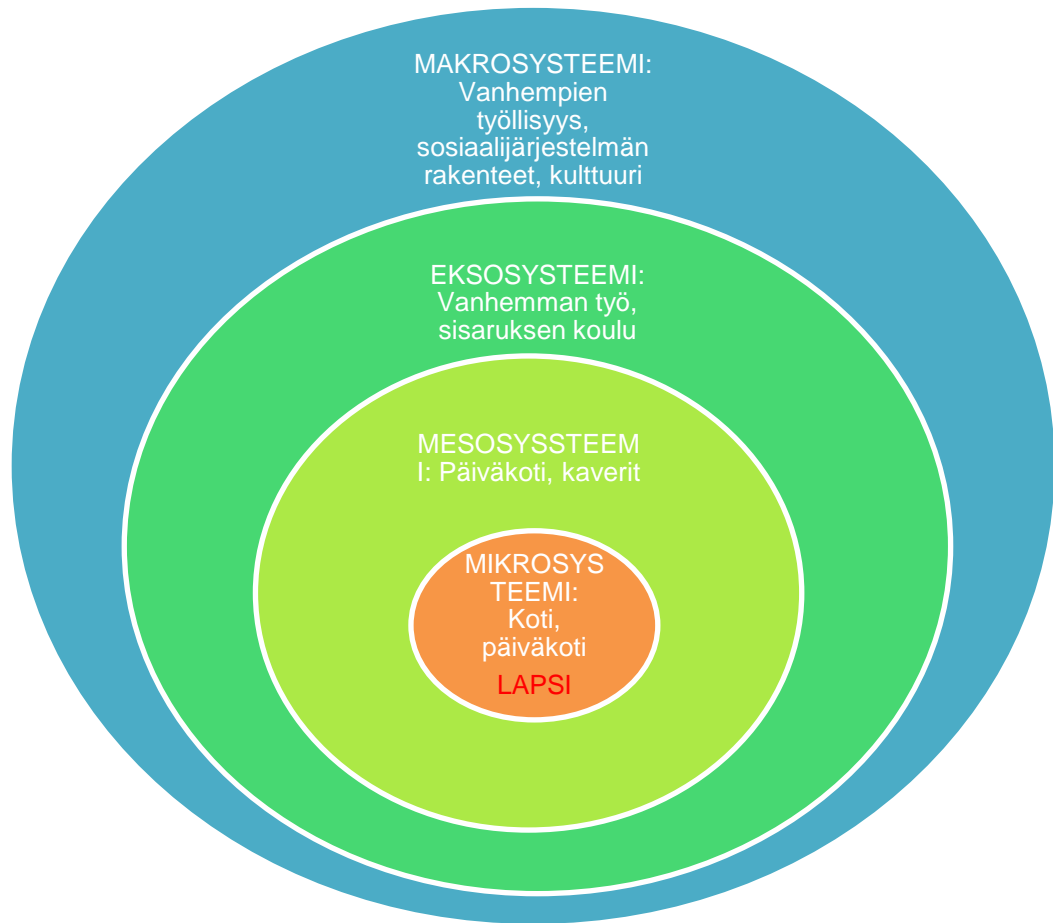 MAKROSYSTEEMI:
Vanhempien
työllisyys,
sosiaalijärjestelmän
rakenteet, kulttuuri
EKSOSYSTEEMI:
Vanhemman työ,
sisaruksen koulu
MESOSYSSTEEM
I: Päiväkoti, kaverit
MIKROSYS
TEEMI:
Koti,
päiväkoti
LAPSI